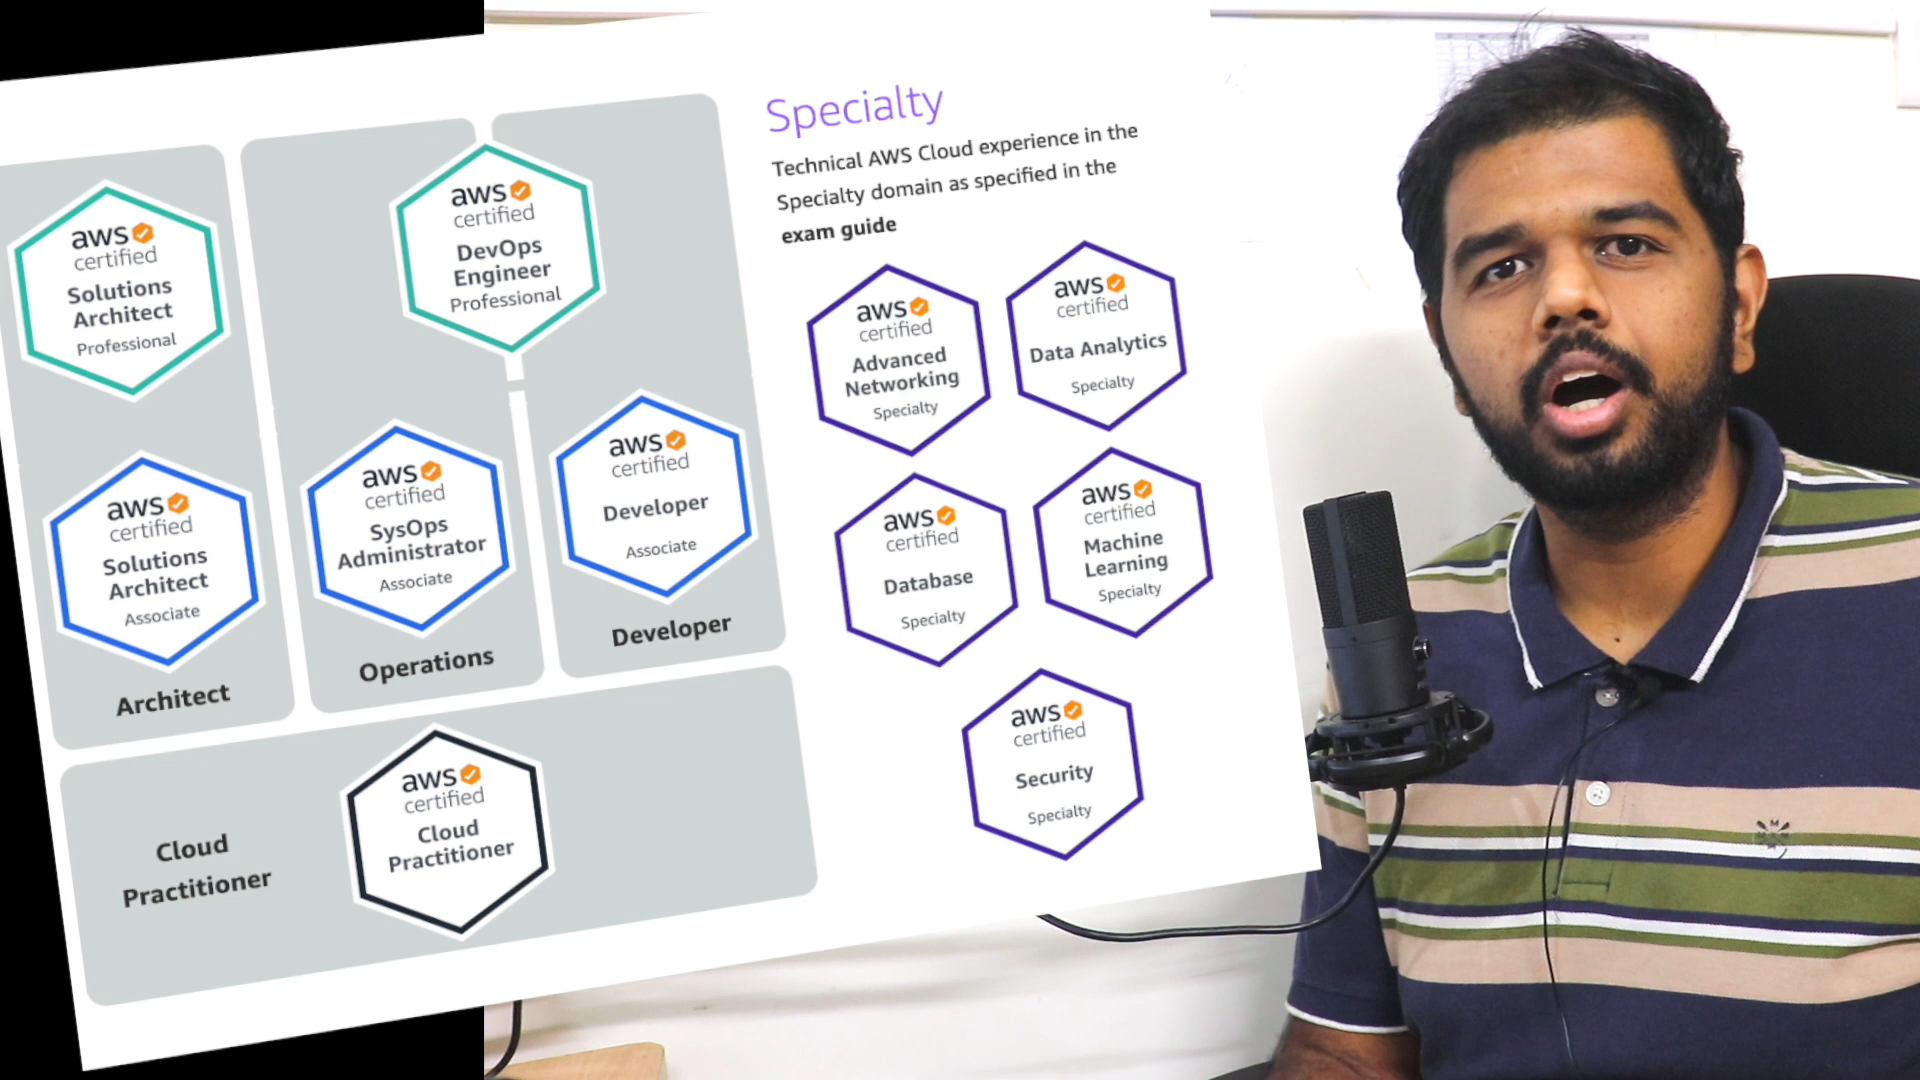 aws
certified
Solutions
Architect
Professional
aws
certified
DevOps
Engineer
Professional
aws
certified
Solutions
Architect
Associate
Architect
aws
certified
SysOps
Administrator
Associate
Operations
aws
certified
Developer
Associate
Developer
Cloud
Practitioner
aws
certified
Cloud
Practitioner
Specialty
Technical AWS Cloud experience in the
Specialty domain as specified in the
exam guide
aws
certified
Advanced
Networking
Specialty
aws
certified
Data Analytics
Specialty
aws
certified
Database
Specialty
aws
certified
Machine
Learning
Specialty
aws
certified
Security
Specialty